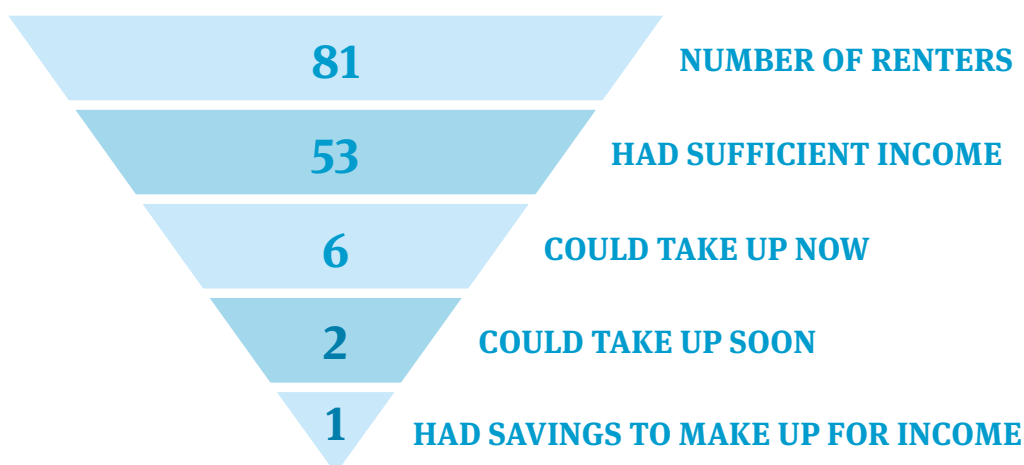 81 NUMBER OF RENTERS
53 HAD SUFFICIENT INCOME
6 COULD TAKE UP NOW
2 COULD TAKE UP SOON
1 HAD SAVINGS TO MAKE UP FOR INCOME